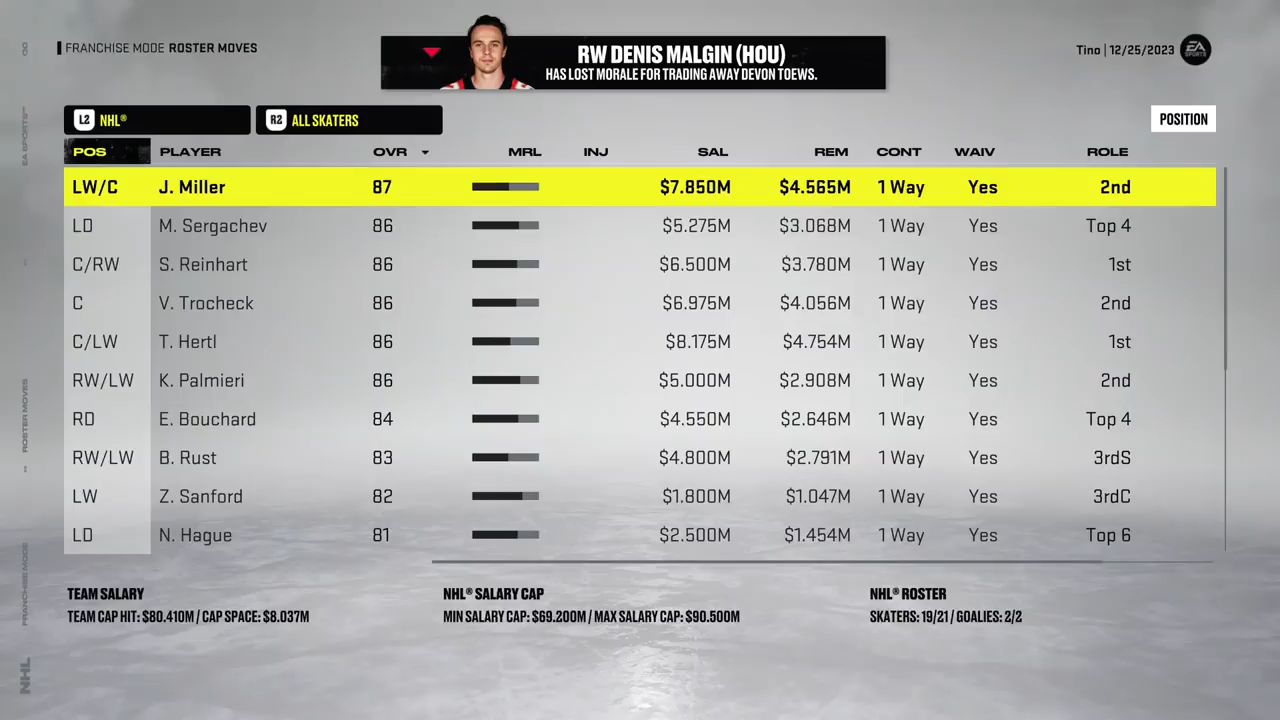 FRANCHISE MODE ROSTER MOVES
RW DENIS MALGIN (HOU)
HAS LOST MORALE FOR TRADING AWAY DEVON TOEWS.
Tino | 12/25/2023
EA SPORTS
L2 NHL®
R2 ALL SKATERS
POSITION
POS PLAYER OVR MRL INJ SAL REM CONT WAIV ROLE
LW/C J. Miller 87 $7.850M $4.565M 1 Way Yes 2nd
LD M. Sergachev 86 $5.275M $3.068M 1 Way Yes Top 4
C/RW S. Reinhart 86 $6.500M $3.780M 1 Way Yes 1st
C V. Trocheck 86 $6.975M $4.056M 1 Way Yes 2nd
C/LW T. Hertl 86 $8.175M $4.754M 1 Way Yes 1st
RW/LW K. Palmieri 86 $5.000M $2.908M 1 Way Yes 2nd
RD E. Bouchard 84 $4.550M $2.646M 1 Way Yes Top 4
RW/LW B. Rust 83 $4.800M $2.791M 1 Way Yes 3rdS
LW Z. Sanford 82 $1.800M $1.047M 1 Way Yes 3rdC
LD N. Hague 81 $2.500M $1.454M 1 Way Yes Top 6
TEAM SALARY
TEAM CAP HIT: $80.410M / CAP SPACE: $8.037M
NHL® SALARY CAP
MIN SALARY CAP: $69.200M / MAX SALARY CAP: $90.500M
NHL® ROSTER
SKATERS: 19/21 / GOALIES: 2/2
EA SPORTS™
ROSTER MOVES
FRANCHISE MODE
NHL